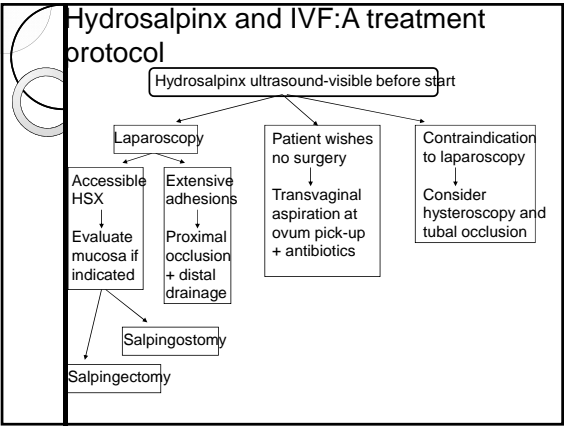 Hydrosalpinx and IVF:A treatment
protocol
Hydrosalpinx ultrasound-visible before start
Laparoscopy
Accessible
HSX
Evaluate
mucosa if
indicated
Extensive
adhesions
Proximal
occlusion
+ distal
drainage
Salpingostomy
Salpingectomy
Patient wishes
no surgery
Transvaginal
aspiration at
ovum pick-up
+ antibiotics
Contraindication
to laparoscopy
Consider
hysteroscopy and
tubal occlusion